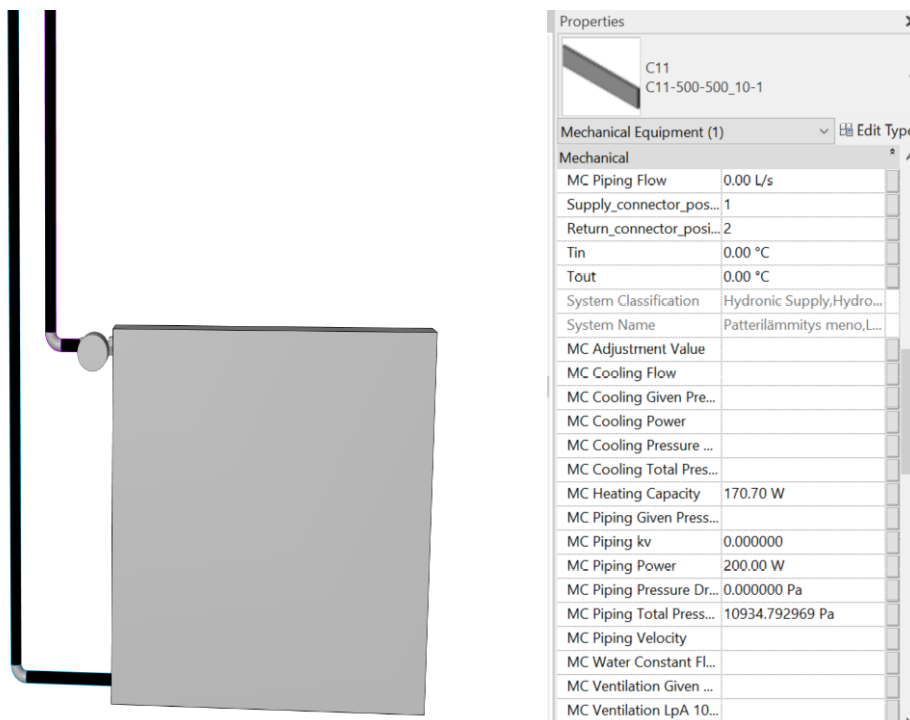 Properties
C11
C11-500-500_10-1
Mechanical Equipment (1)
Edit Type
Mechanical
MC Piping Flow 0.00 L/s
Supply_connector_pos... 1
Return_connector_posi... 2
Tin 0.00 °C
Tout 0.00 °C
System Classification Hydronic Supply,Hydro...
System Name Patterilämmitys meno,L...
MC Adjustment Value
MC Cooling Flow
MC Cooling Given Pre...
MC Cooling Power
MC Cooling Pressure ...
MC Cooling Total Pres...
MC Heating Capacity 170.70 W
MC Piping Given Press...
MC Piping kv 0.000000
MC Piping Power 200.00 W
MC Piping Pressure Dr... 0.000000 Pa
MC Piping Total Press... 10934.792969 Pa
MC Piping Velocity
MC Water Constant Fl...
MC Ventilation Given ...
MC Ventilation LpA 10...